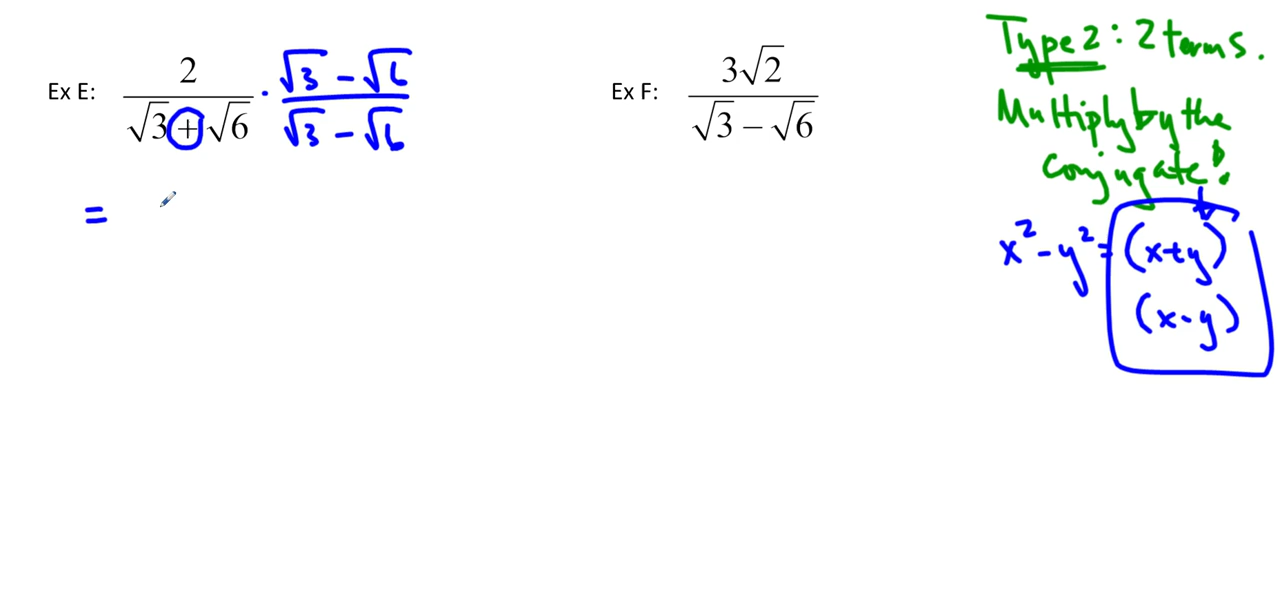 Ex E: 2/(√3 + √6) · (√3 - √6)/(√3 - √6)
=
Ex F: 3√2/(√3 − √6)
Type 2: 2 terms.
Multiply by the
conjugate!
x² - y² = (x+y)
(x-y)